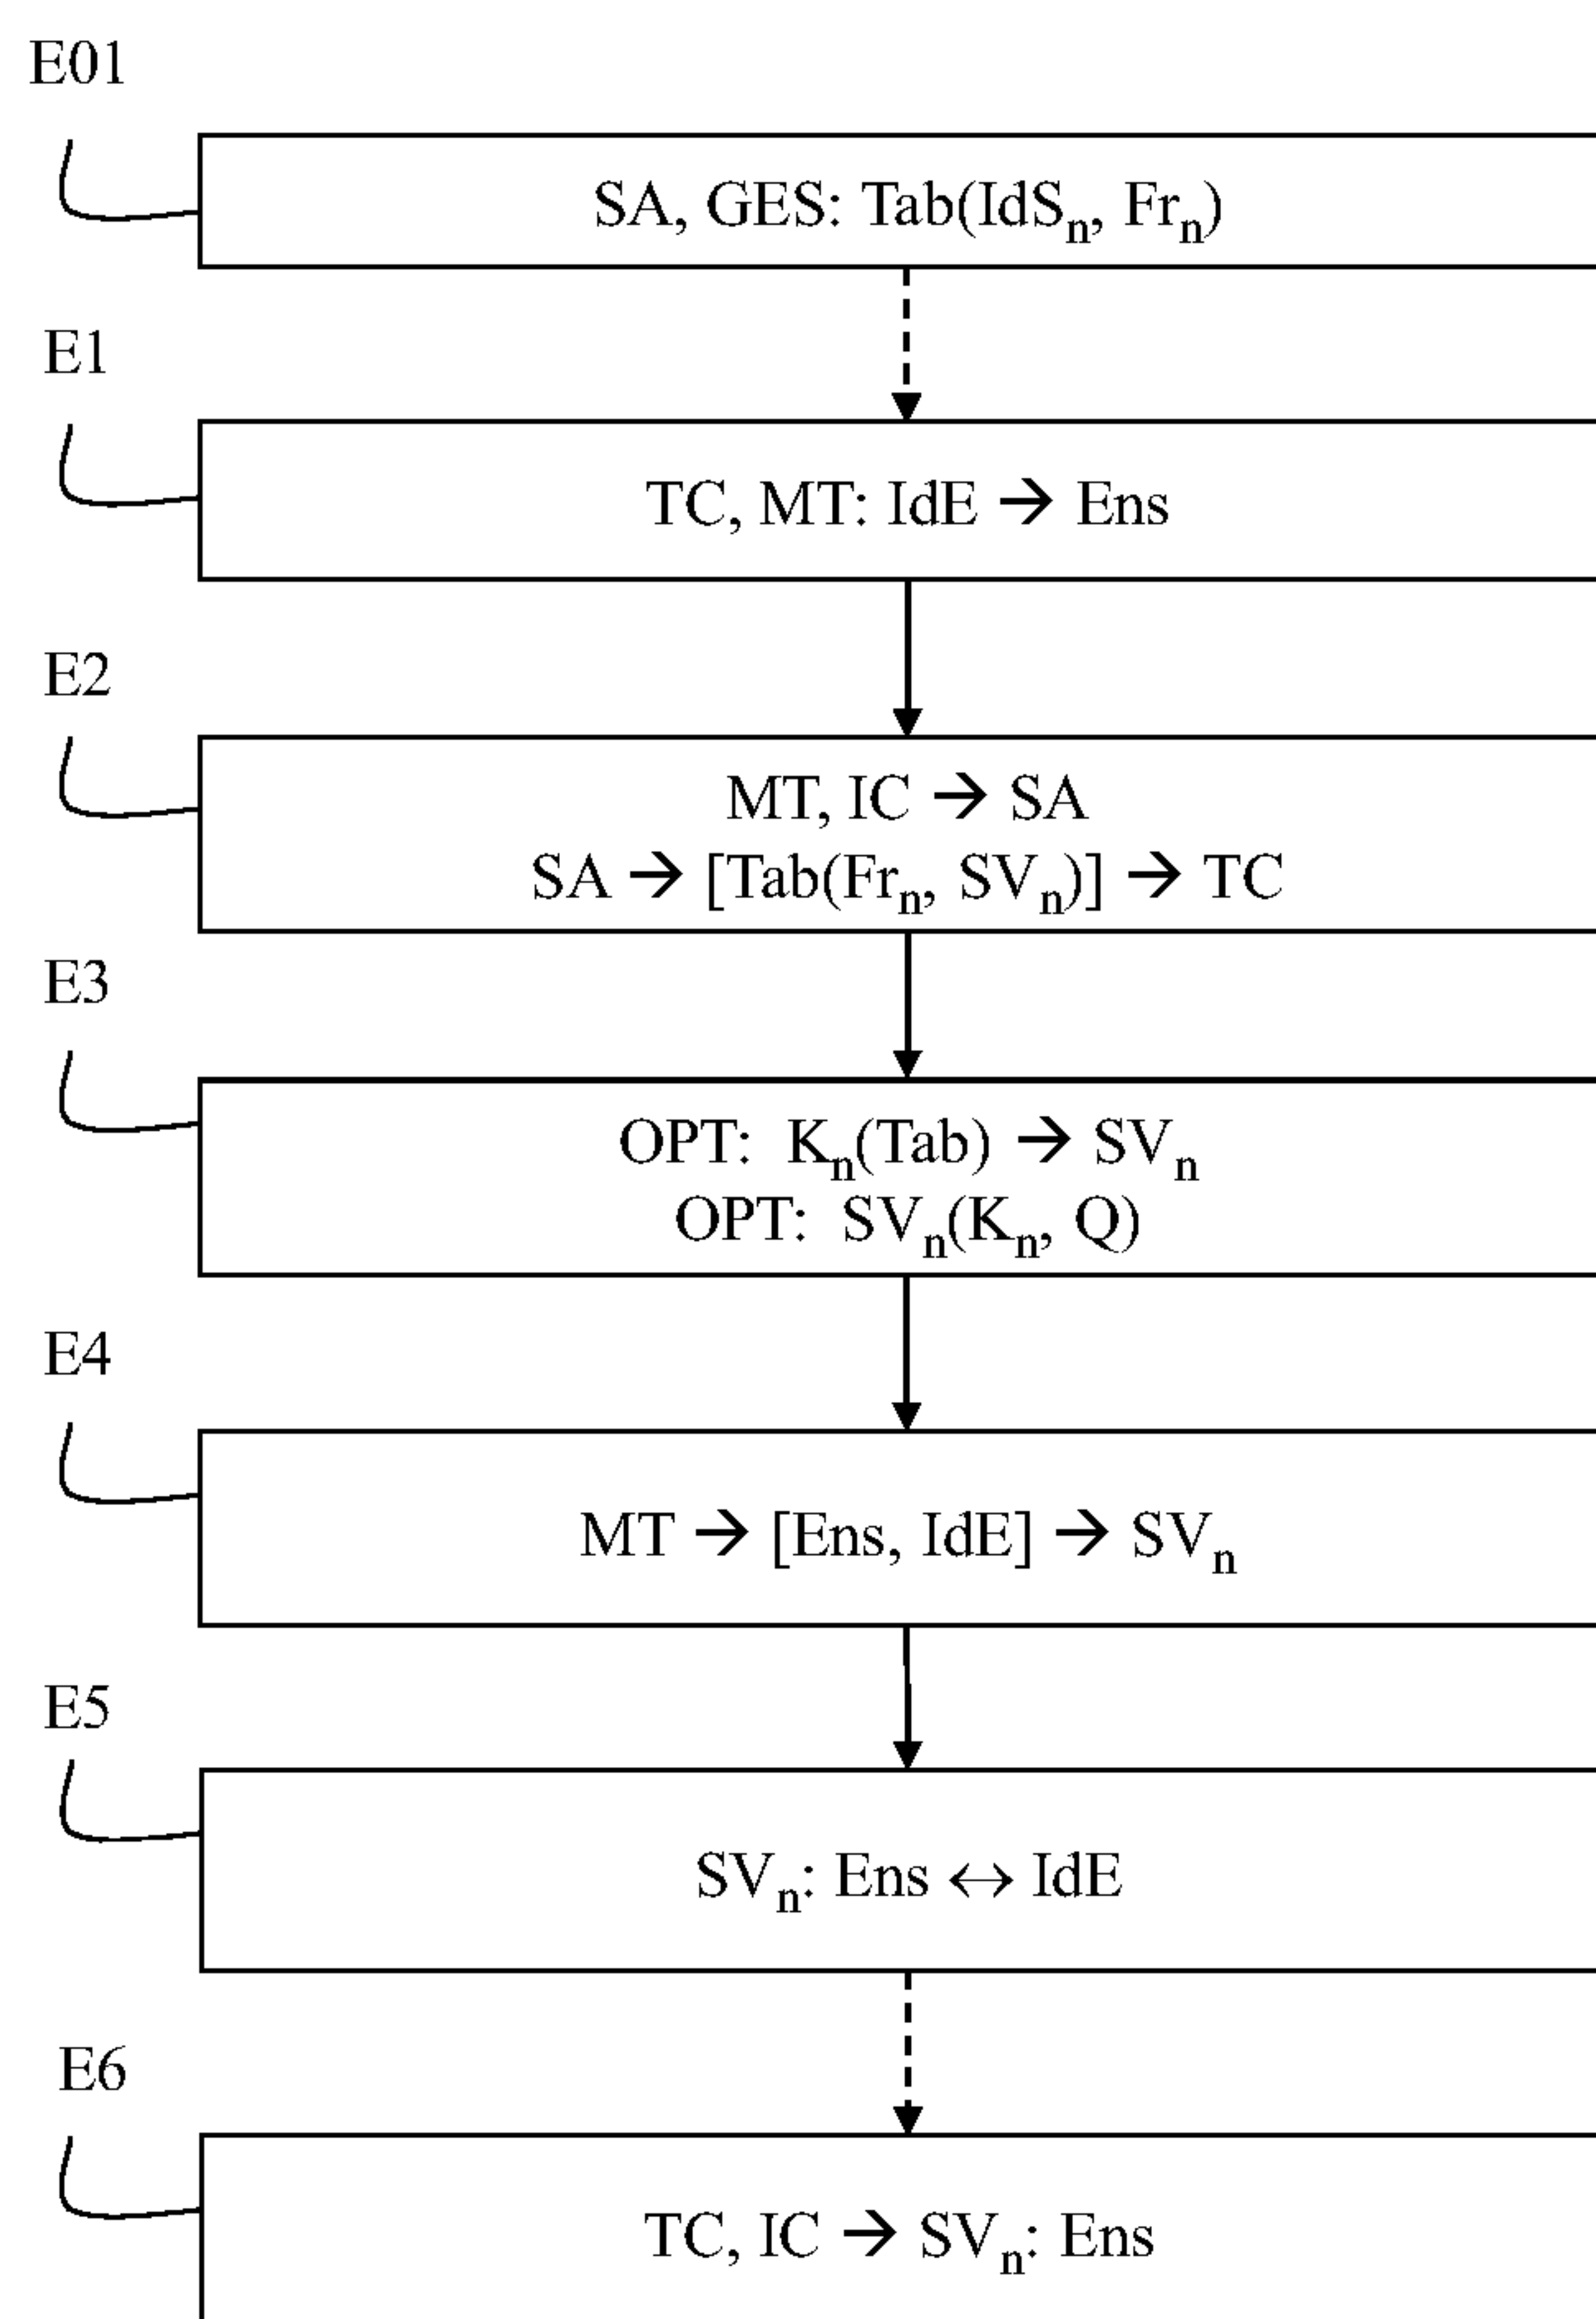 E01
SA, GES: Tab(IdSₙ, Frₙ)
E1
TC, MT: IdE → Ens
E2
MT, IC → SA
SA → [Tab(Frₙ, SVₙ)] → TC
E3
OPT: Kₙ(Tab) → SVₙ
OPT: SVₙ(Kₙ, Q)
E4
MT → [Ens, IdE] → SVₙ
E5
SVₙ: Ens ↔ IdE
E6
TC, IC → SVₙ: Ens